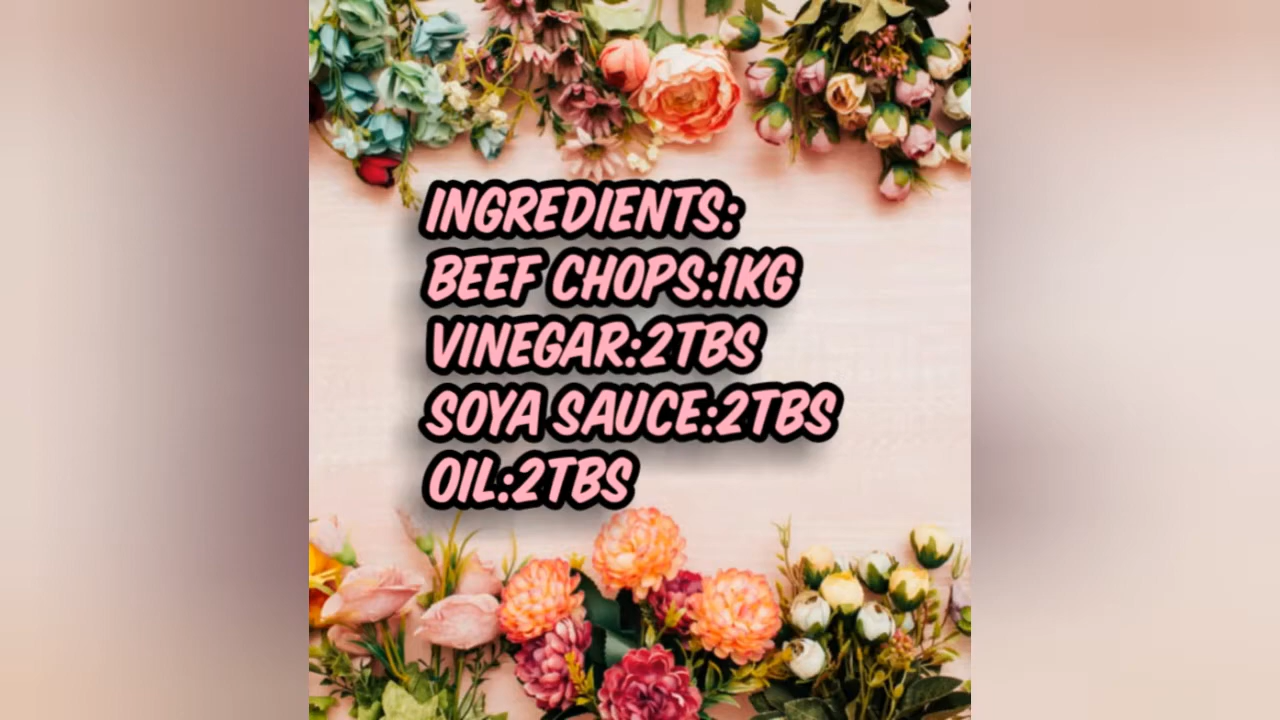 INGREDIENTS:
BEEF CHOPS:1KG
VINEGAR:2TBS
SOYA SAUCE:2TBS
OIL:2TBS